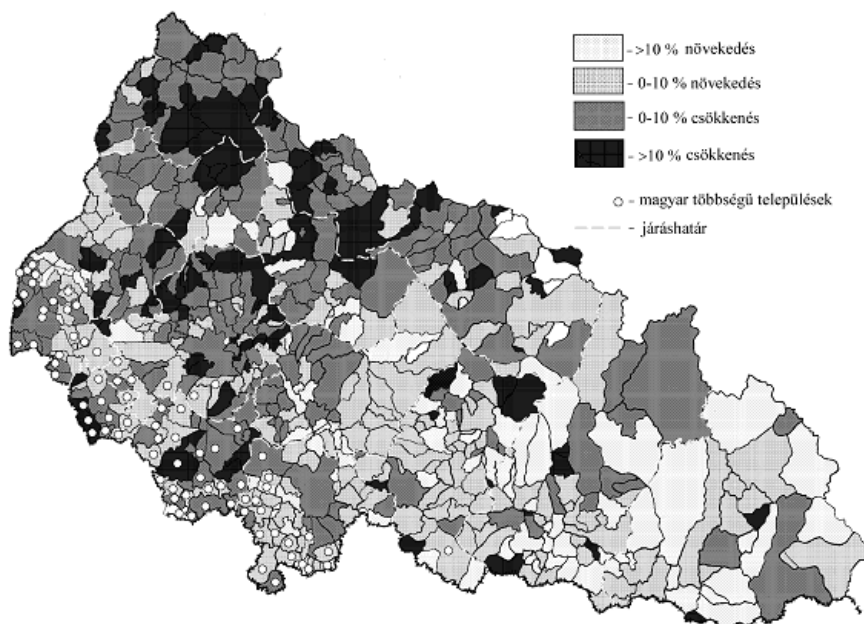 - >10 % növekedés
- 0-10 % növekedés
- 0-10 % csökkenés
- >10 % csökkenés
- magyar többségű települések
- járáshatár